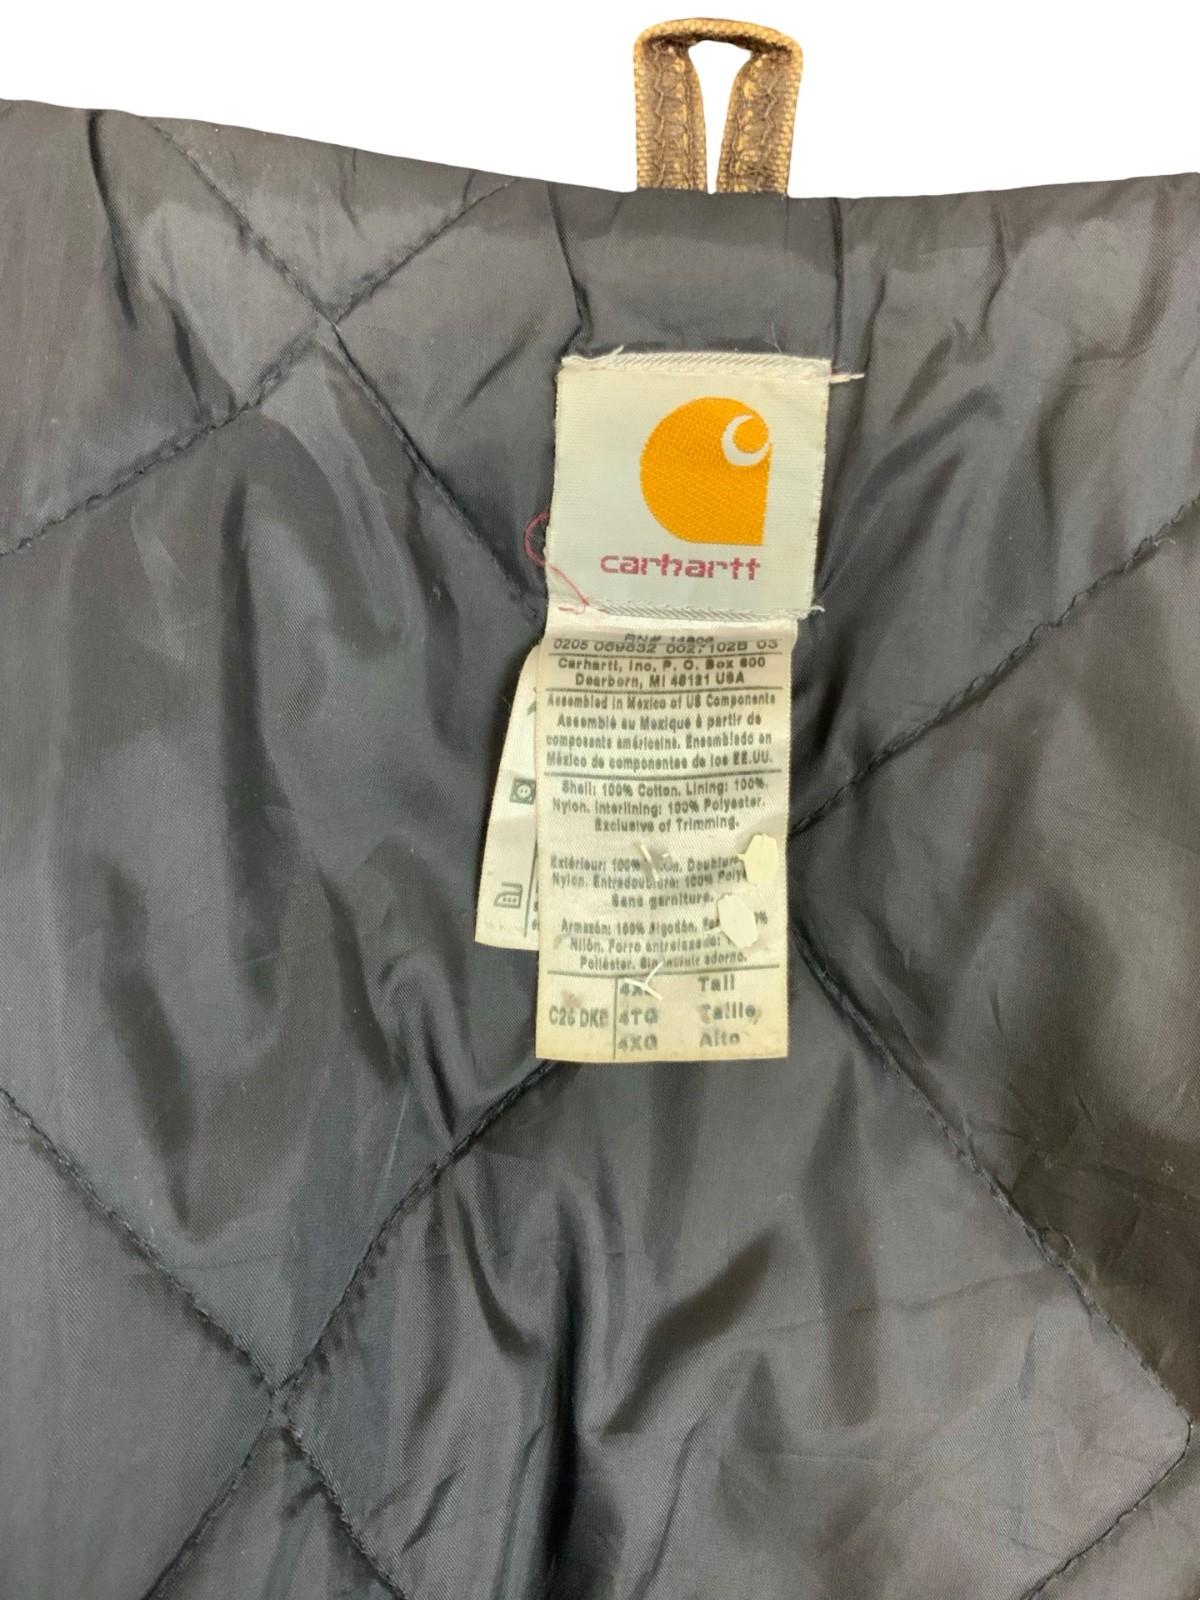 carhartt
RN# 14806
0205 069832 0027102B 03
Carhartt, Inc. P. O. Box 600
Dearborn, MI 48121 USA
Assembled in Mexico of US Components
Assemblé au Mexique à partir de
composants américains. Ensamblado en
México de componentes de los EE.UU.
Shell: 100% Cotton. Lining: 100%
Nylon. Interlining: 100% Polyester.
Exclusive of Trimming.
Extérieur: 100% Doublure
Nylon. Entredoublure: 100%
Sans garniture.
Armazón: 100% Algodón.
Nilón. Forro entrelazado:
Poliéster. Sin incluir adorno.
Tall
C26 DKB 4TG Taille
4XG Alto